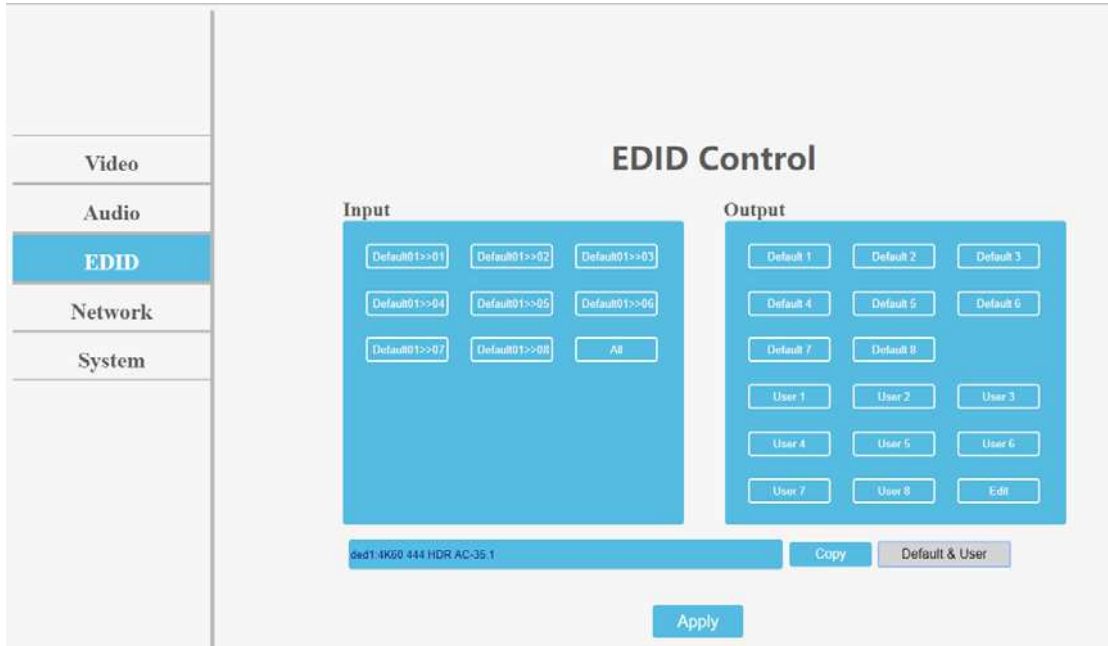 EDID Control
Video
Audio
EDID
Network
System
Input
Default01>>01 Default01>>02 Default01>>03
Default01>>04 Default01>>05 Default01>>06
Default01>>07 Default01>>08 All
Output
Default 1 Default 2 Default 3
Default 4 Default 5 Default 6
Default 7 Default 8
User 1 User 2 User 3
User 4 User 5 User 6
User 7 User 8 Edit
ded1:4K60 444 HDR AC-35.1
Copy Default & User
Apply